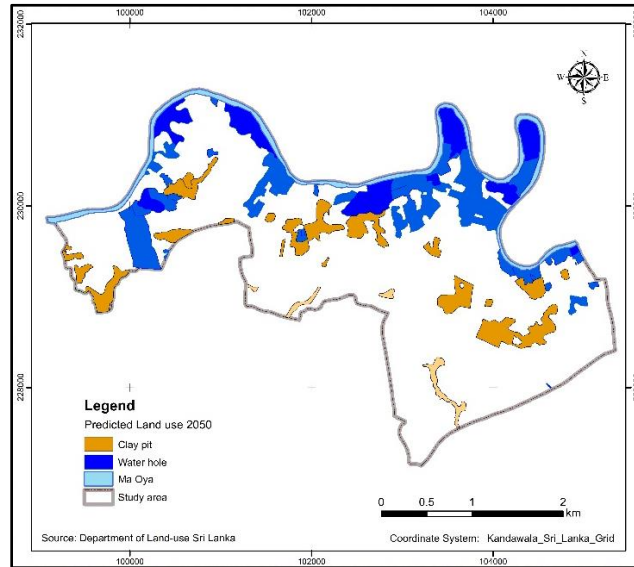 100000 102000 104000
232000
N
W E
S
230000 230000
228000
Legend
Predicted Land use 2050
Clay pit
Water hole
Ma Oya
Study area
0 0.5 1 2
km
Source: Department of Land-use Sri Lanka
Coordinate System: Kandawala_Sri_Lanka_Grid
100000 102000 104000